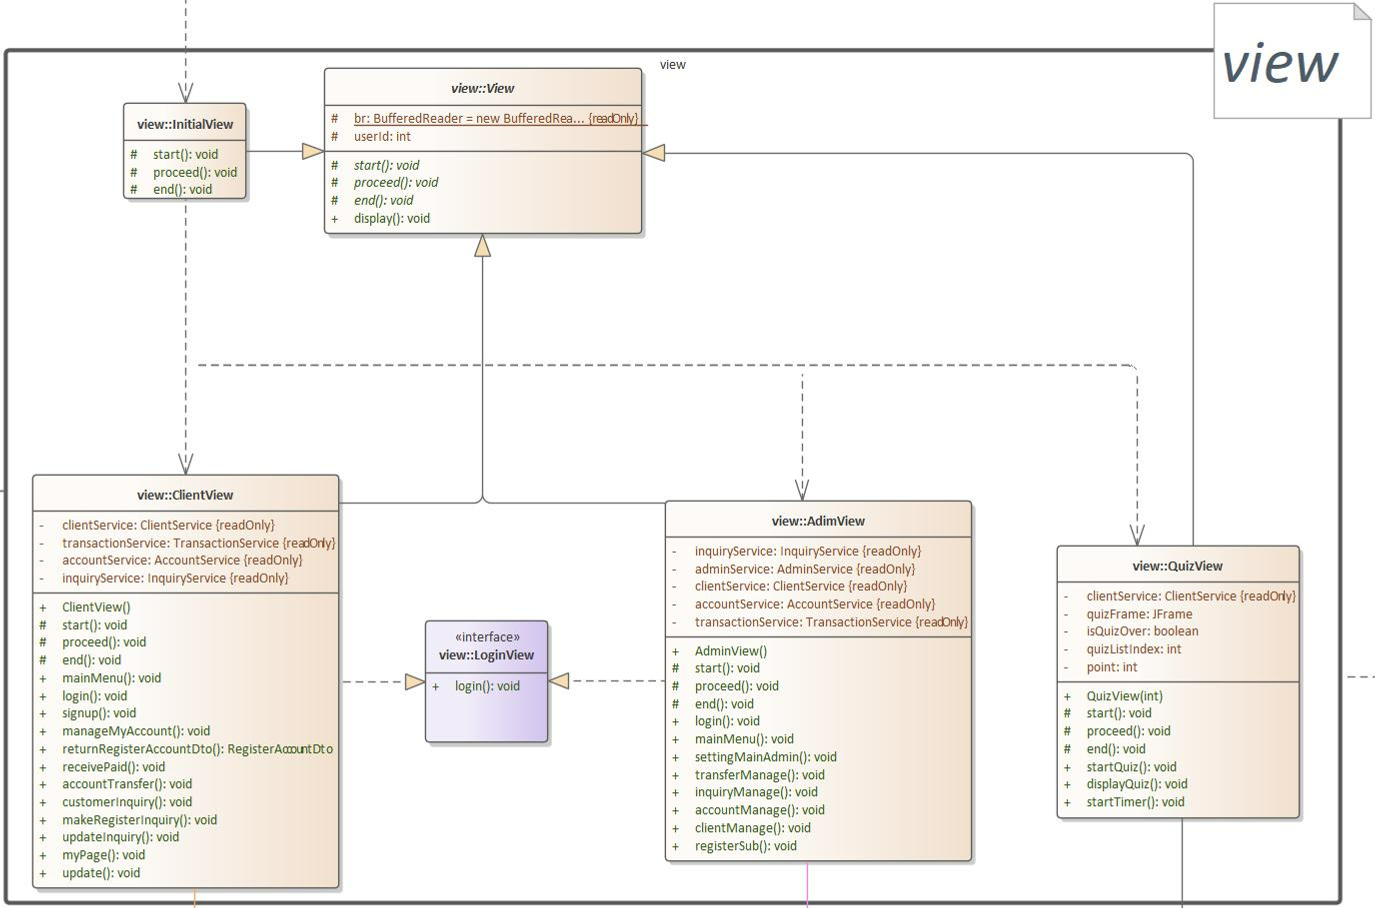 view
view
view::View
# br: BufferedReader = new BufferedRea... {readOnly}
# userId: int
# start(): void
# proceed(): void
# end(): void
+ display(): void
view::InitialView
# start(): void
# proceed(): void
# end(): void
view::ClientView
- clientService: ClientService {readOnly}
- transactionService: TransactionService {readOnly}
- accountService: AccountService {readOnly}
- inquiryService: InquiryService {readOnly}
+ ClientView()
# start(): void
# proceed(): void
# end(): void
+ mainMenu(): void
+ login(): void
+ signup(): void
+ manageMyAccount(): void
+ returnRegisterAccountDto(): RegisterAccountDto
+ receivePaid(): void
+ accountTransfer(): void
+ customerInquiry(): void
+ makeRegisterInquiry(): void
+ updateInquiry(): void
+ myPage(): void
+ update(): void
«interface»
view::LoginView
+ login(): void
view::AdimView
- inquiryService: InquiryService {readOnly}
- adminService: AdminService {readOnly}
- clientService: ClientService {readOnly}
- accountService: AccountService {readOnly}
- transactionService: TransactionService {readOnly}
+ AdminView()
# start(): void
# proceed(): void
# end(): void
+ login(): void
+ mainMenu(): void
+ settingMainAdmin(): void
+ transferManage(): void
+ inquiryManage(): void
+ accountManage(): void
+ clientManage(): void
+ registerSub(): void
view::QuizView
- clientService: ClientService {readOnly}
- quizFrame: JFrame
- isQuizOver: boolean
- quizListIndex: int
- point: int
+ QuizView(int)
# start(): void
# proceed(): void
# end(): void
+ startQuiz(): void
+ displayQuiz(): void
+ startTimer(): void